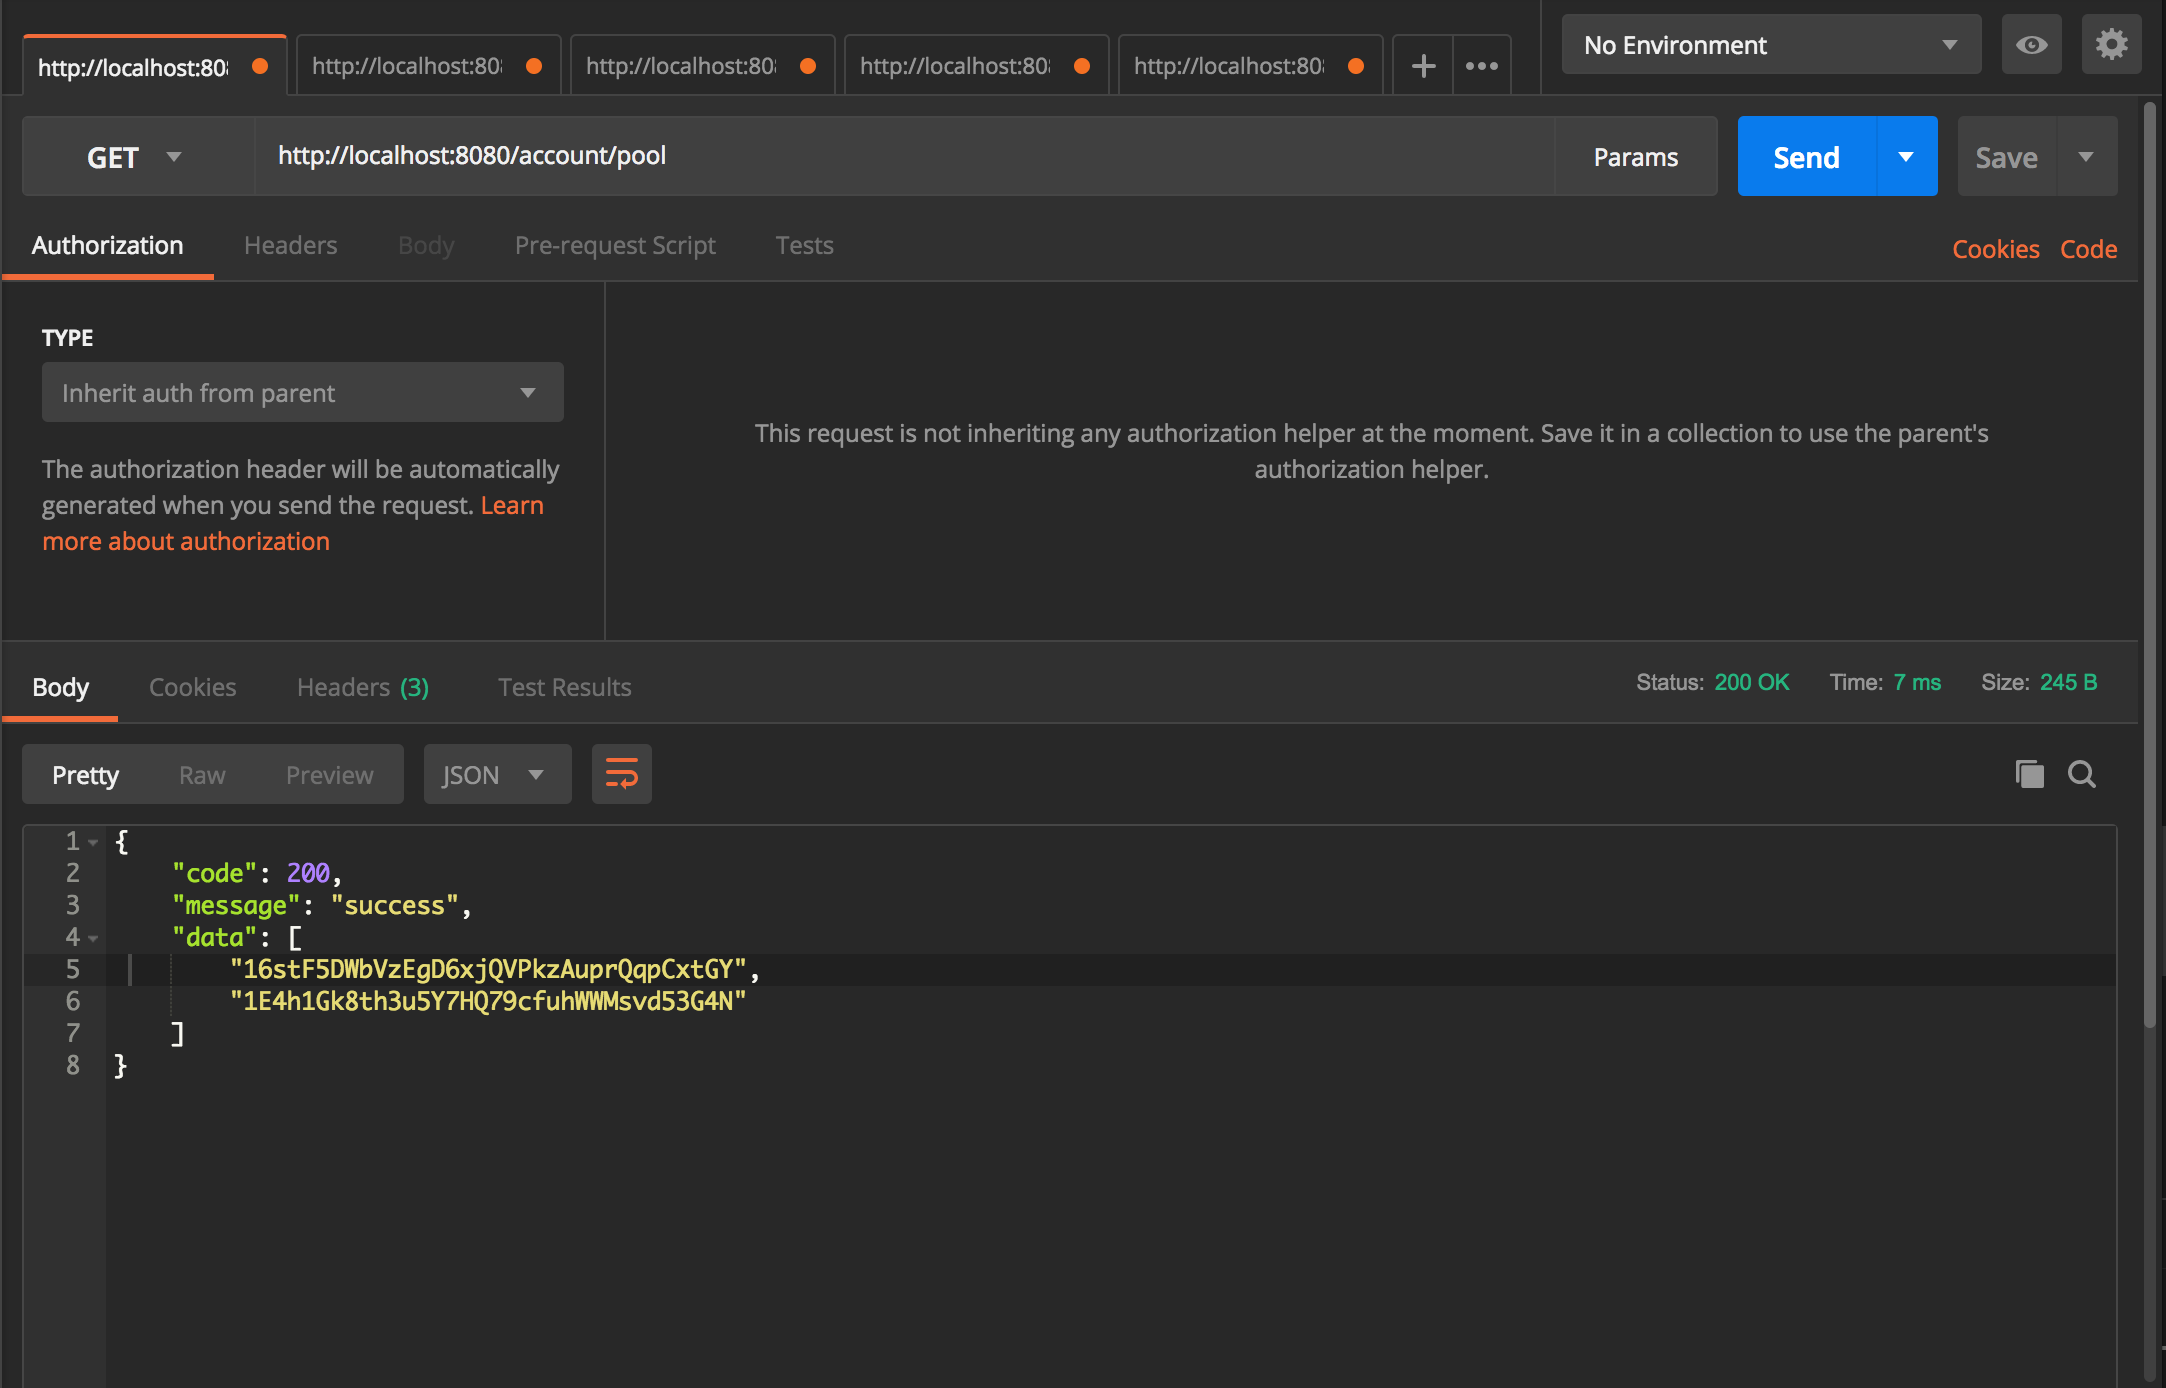 http://localhost:808
http://localhost:80
http://localhost:80
http://localhost:80
http://localhost:80
No Environment
GET
http://localhost:8080/account/pool
Params
Send
Save
Authorization
Headers
Body
Pre-request Script
Tests
Cookies
Code
TYPE
Inherit auth from parent
The authorization header will be automatically
generated when you send the request. Learn
more about authorization
This request is not inheriting any authorization helper at the moment. Save it in a collection to use the parent's
authorization helper.
Body
Cookies
Headers (3)
Test Results
Status: 200 OK
Time: 7 ms
Size: 245 B
Pretty
Raw
Preview
JSON
1 {
2 "code": 200,
3 "message": "success",
4 "data": [
5 "16stF5DWbVzEgD6xjQVPkzAuprQqpCxtGY",
6 "1E4h1Gk8th3u5Y7HQ79cfuhWWMsvd53G4N"
7 ]
8 }